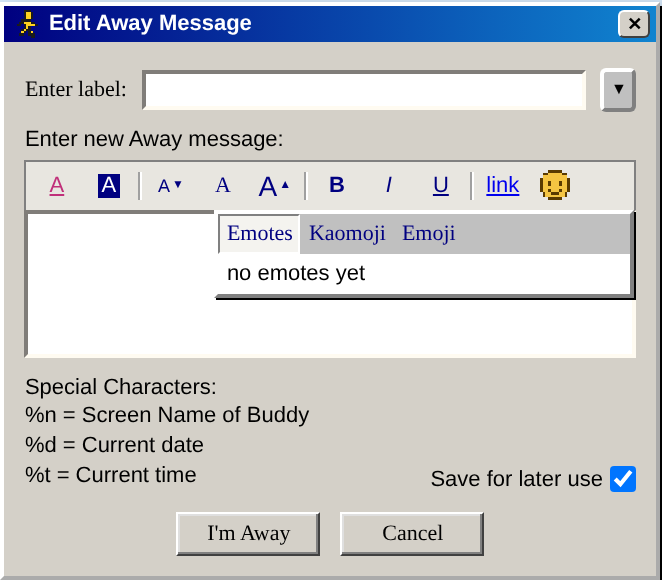 Edit Away Message
Enter label:
Enter new Away message:
A A A▼ A A▲ B I U link
Emotes Kaomoji Emoji
no emotes yet
Special Characters:
%n = Screen Name of Buddy
%d = Current date
%t = Current time
Save for later use
I'm Away Cancel